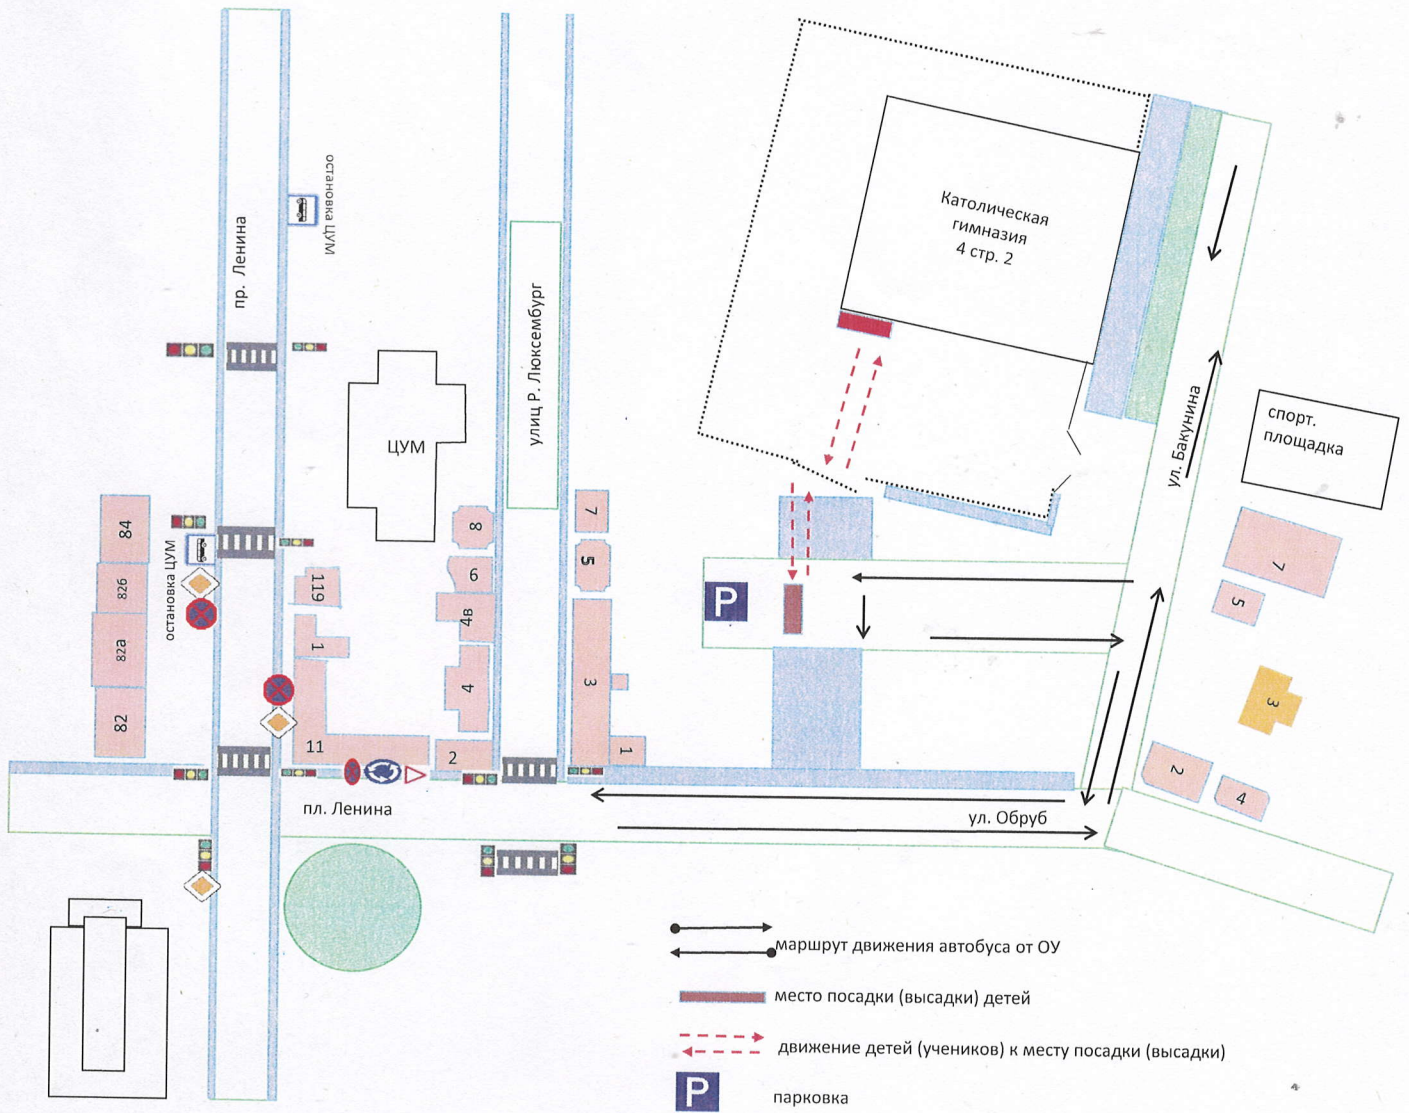 остановка ЦУМ
пр. Ленина
улиц Р. Люксембург
Католическая
гимназия
4 стр. 2
ул. Бакунина
спорт.
площадка
ЦУМ
84
82б
82а
82
остановка ЦУМ
119
1
11
8
6
4в
4
2
7
5
3
1
P
7
5
3
2
4
пл. Ленина
ул. Обруб
маршрут движения автобуса от ОУ
место посадки (высадки) детей
движение детей (учеников) к месту посадки (высадки)
P
парковка